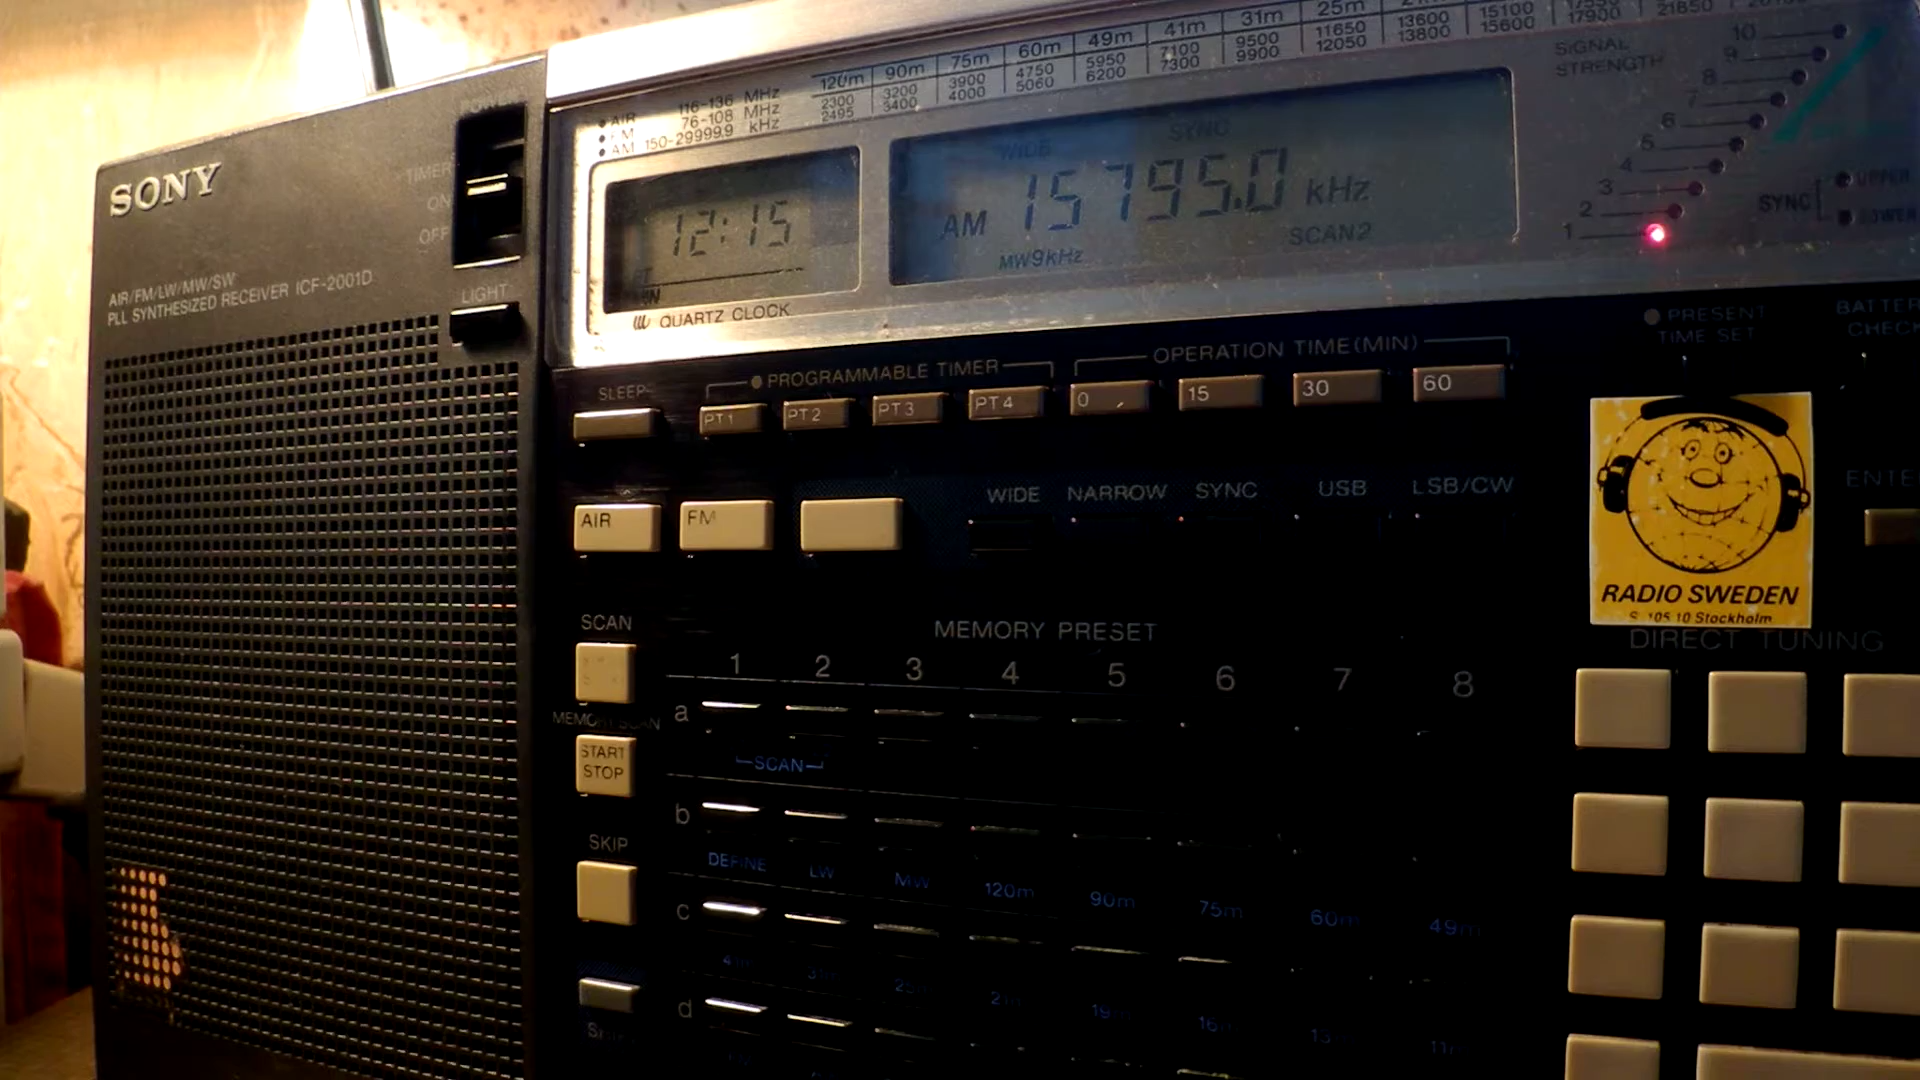 SONY
TIMER
ON
OFF
AIR/FM/LW/MW/SW
PLL SYNTHESIZED RECEIVER ICF-2001D
LIGHT
AIR 116-136 MHz
FM 76-108 MHz
AM 150-29999.9 kHz
120m 90m 75m 60m 49m 41m 31m 25m
2300 3200 3900 4750 5950 7100 9500 11650 13600 15100
2495 3400 4000 5060 6200 7300 9900 12050 13800 15600 17900 21850
12:15
QUARTZ CLOCK
WIDE SYNC
AM 15795.0 kHz
MW9kHz SCAN2
SIGNAL
STRENGTH
10
9
8
7
6
5
4
3
2
1
SYNC UPPER
LOWER
PRESENT
TIME SET
SLEEP
PROGRAMMABLE TIMER
OPERATION TIME(MIN)
PT1 PT2 PT3 PT4 0 15 30 60
AIR FM
WIDE NARROW SYNC USB LSB/CW
RADIO SWEDEN
S-105 10 Stockholm
DIRECT TUNING
SCAN
MEMORY SCAN
START
STOP
SKIP
MEMORY PRESET
1 2 3 4 5 6 7 8
a
SCAN
b
DEFINE LW MW 120m 90m 75m 60m 49m
c
d